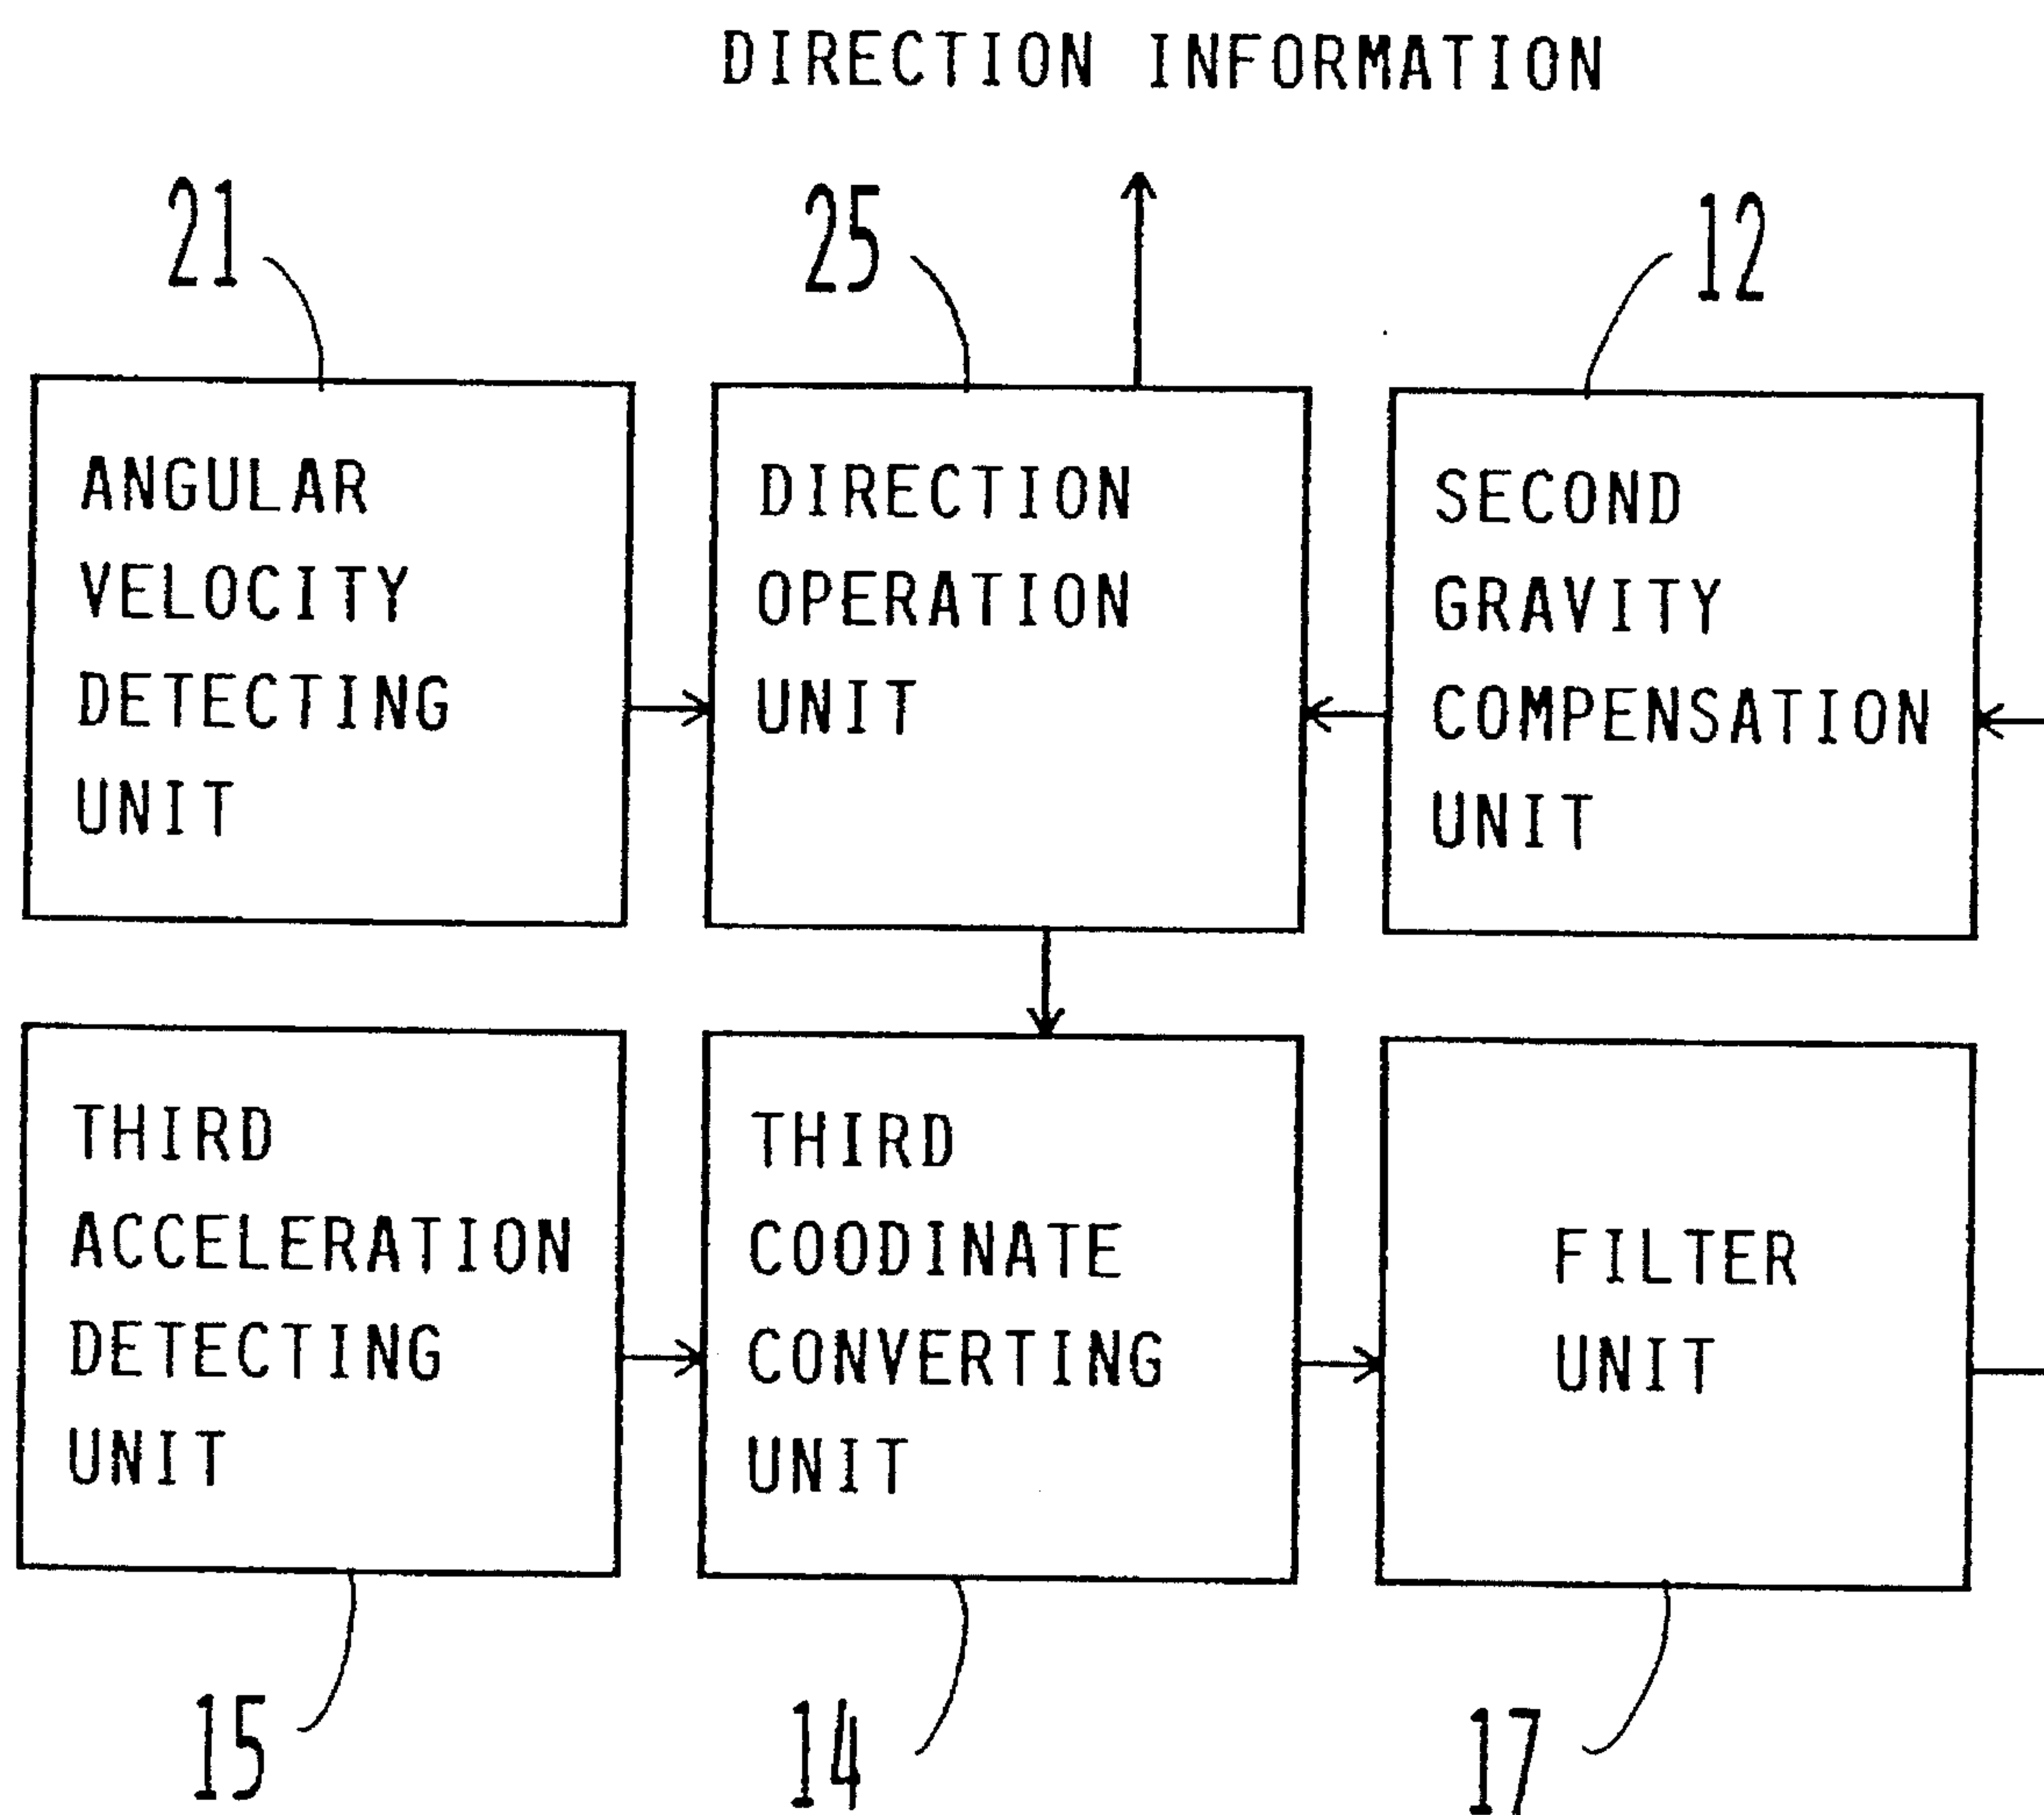 DIRECTION INFORMATION
21
25
12
ANGULAR
VELOCITY
DETECTING
UNIT
DIRECTION
OPERATION
UNIT
SECOND
GRAVITY
COMPENSATION
UNIT
THIRD
ACCELERATION
DETECTING
UNIT
THIRD
COODINATE
CONVERTING
UNIT
FILTER
UNIT
15
14
17